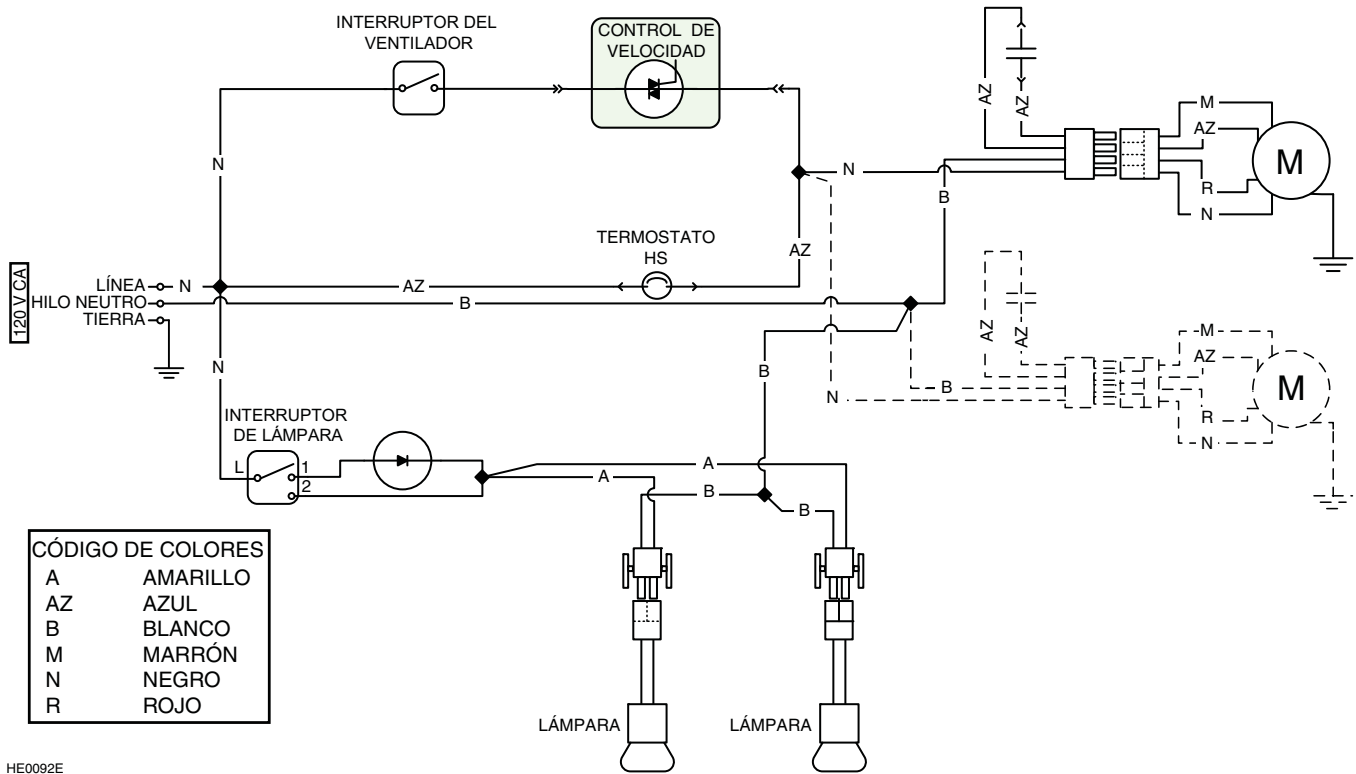 INTERRUPTOR DEL
VENTILADOR
CONTROL DE
VELOCIDAD
AZ
AZ
M
AZ
R
N
M
N
N
B
TERMOSTATO
HS
AZ
120 V CA
LÍNEA
N
AZ
HILO NEUTRO
B
TIERRA
N
B
AZ
AZ
M
AZ
R
N
M
B
N
INTERRUPTOR
DE LÁMPARA
L
1
2
A
A
B
B
CÓDIGO DE COLORES
A AMARILLO
AZ AZUL
B BLANCO
M MARRÓN
N NEGRO
R ROJO
LÁMPARA
LÁMPARA
HE0092E